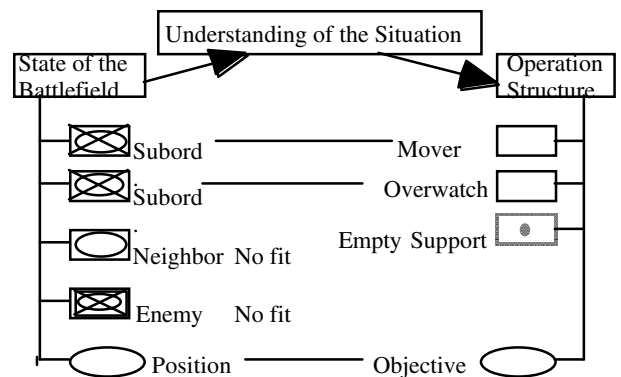 Understanding of the Situation
State of the
Battlefield
Operation
Structure
Subord Mover
Subord. Overwatch
Empty Support
Neighbor No fit
Enemy No fit
Position Objective